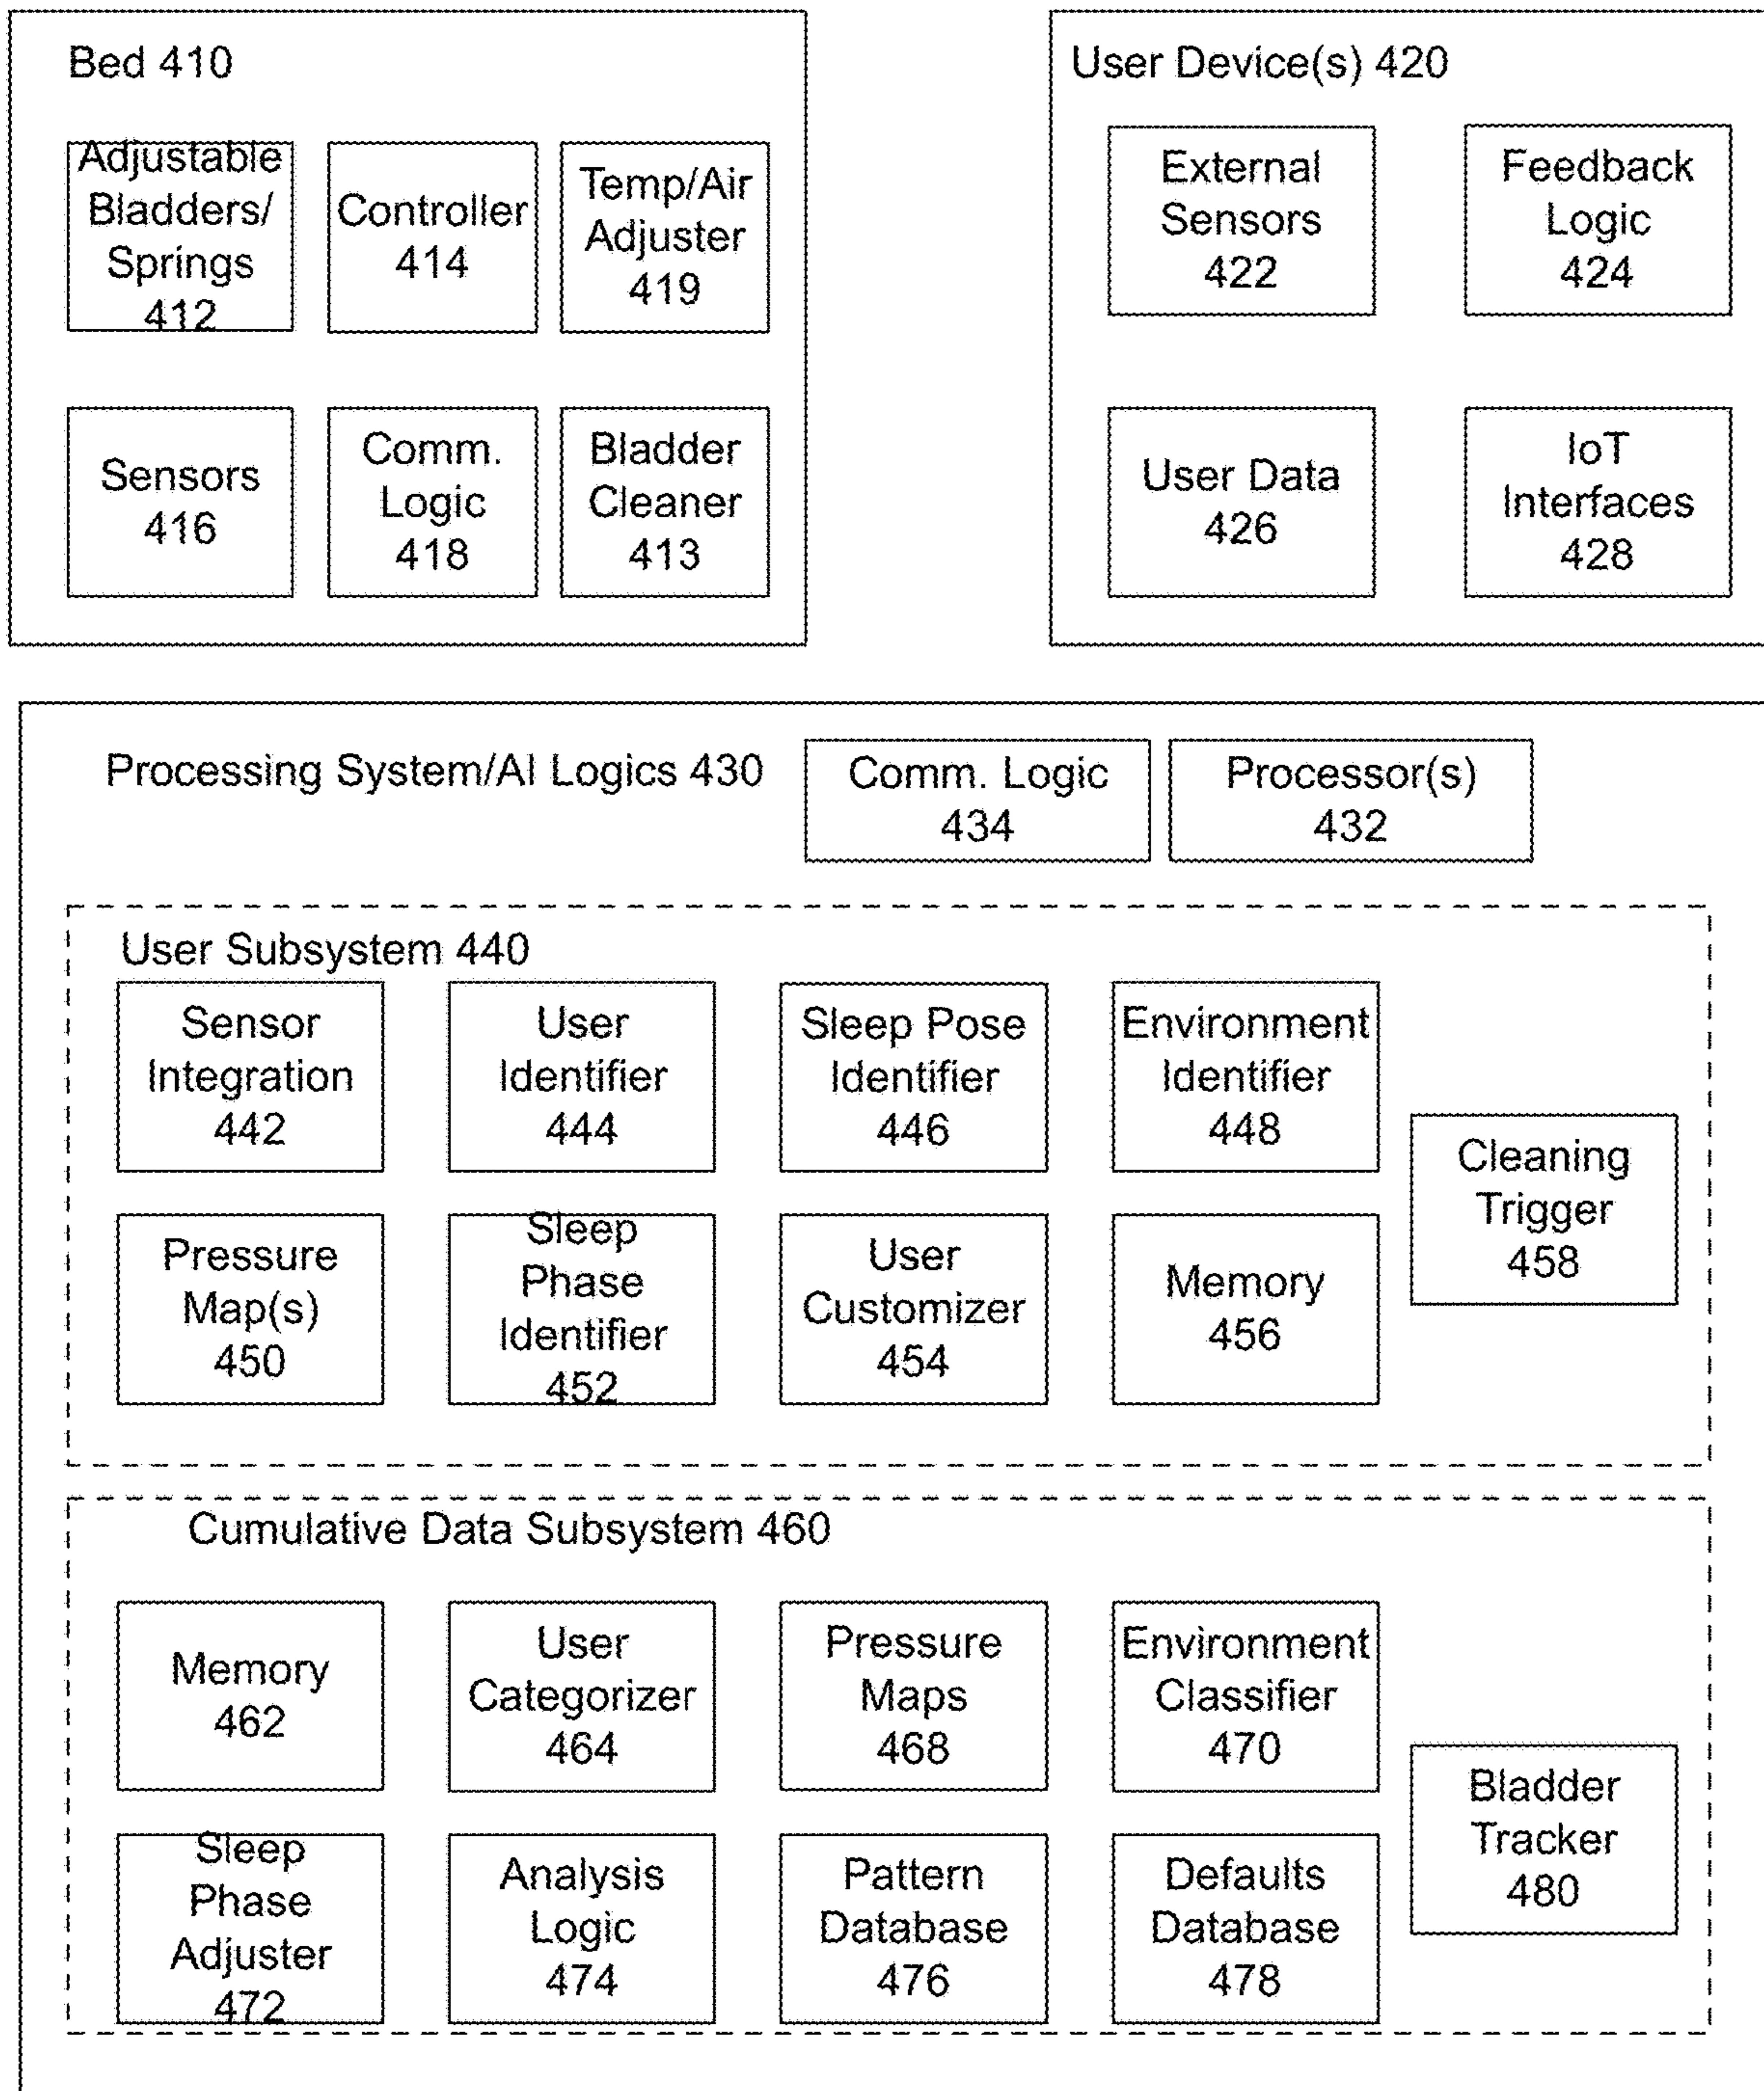 Bed 410
Adjustable
Bladders/
Springs
412
Controller
414
Temp/Air
Adjuster
419
Sensors
416
Comm.
Logic
418
Bladder
Cleaner
413
User Device(s) 420
External
Sensors
422
Feedback
Logic
424
User Data
426
IoT
Interfaces
428
Processing System/AI Logics 430
Comm. Logic
434
Processor(s)
432
User Subsystem 440
Sensor
Integration
442
User
Identifier
444
Sleep Pose
Identifier
446
Environment
Identifier
448
Pressure
Map(s)
450
Sleep
Phase
Identifier
452
User
Customizer
454
Memory
456
Cleaning
Trigger
458
Cumulative Data Subsystem 460
Memory
462
User
Categorizer
464
Pressure
Maps
468
Environment
Classifier
470
Sleep
Phase
Adjuster
472
Analysis
Logic
474
Pattern
Database
476
Defaults
Database
478
Bladder
Tracker
480